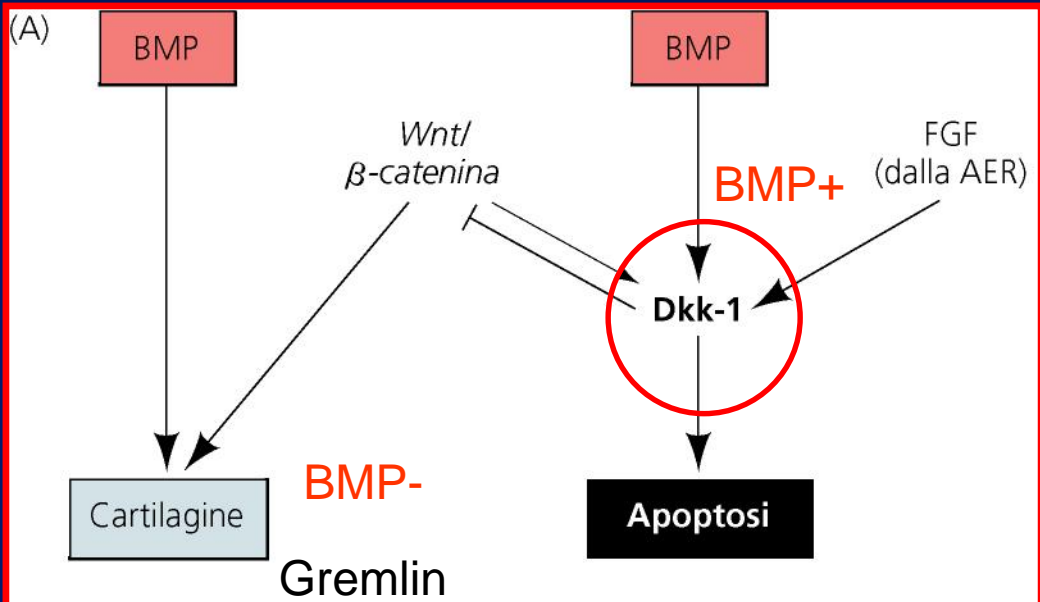 (A)
BMP
BMP
Wnt/
β-catenina
FGF
(dalla AER)
BMP+
Dkk-1
BMP-
Cartilagine
Apoptosi
Gremlin